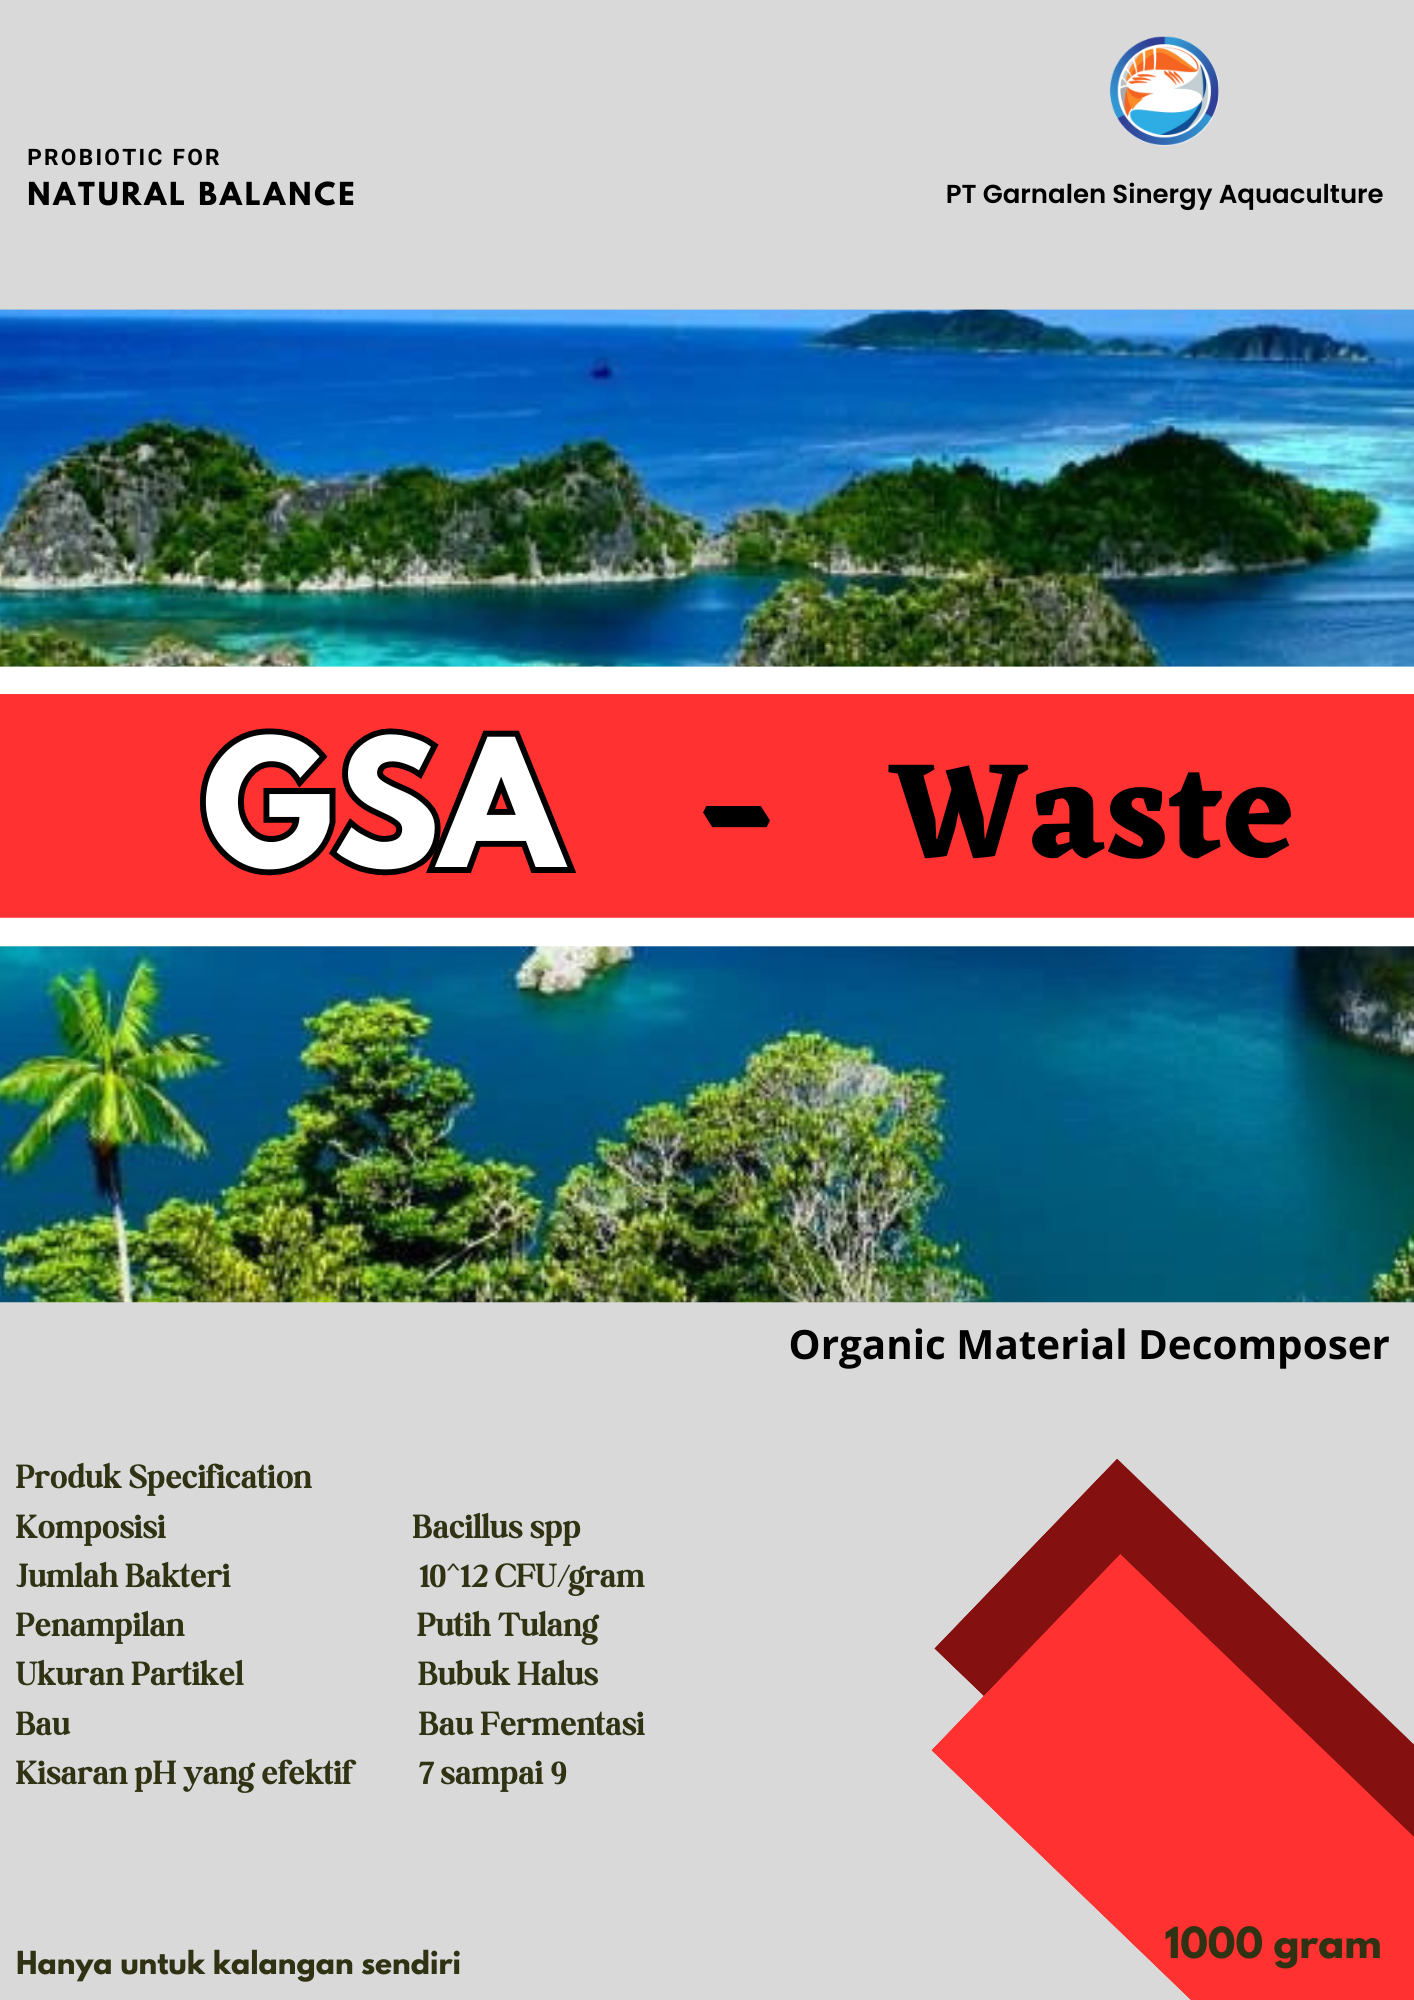 PROBIOTIC FOR
NATURAL BALANCE
PT Garnalen Sinergy Aquaculture
GSA - Waste
Organic Material Decomposer
Produk Specification
Komposisi Bacillus spp
Jumlah Bakteri 10^12 CFU/gram
Penampilan Putih Tulang
Ukuran Partikel Bubuk Halus
Bau Bau Fermentasi
Kisaran pH yang efektif 7 sampai 9
1000 gram
Hanya untuk kalangan sendiri